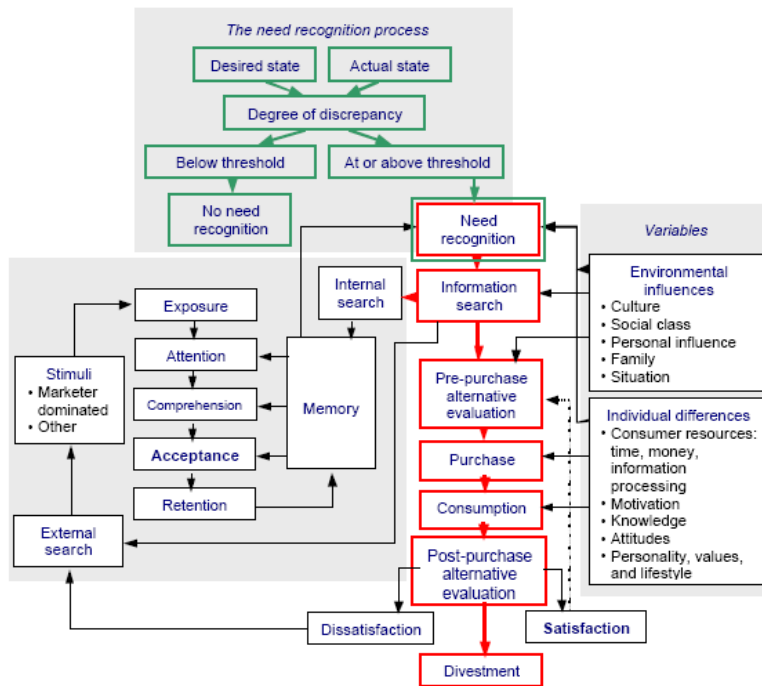 The need recognition process
Desired state
Actual state
Degree of discrepancy
Below threshold
At or above threshold
No need
recognition
Need
recognition
Variables
Internal
search
Information
search
Environmental
influences
• Culture
• Social class
• Personal influence
• Family
• Situation
Exposure
Attention
Stimuli
• Marketer
dominated
• Other
Comprehension
Memory
Pre-purchase
alternative
evaluation
Individual differences
• Consumer resources:
time, money,
information
processing
• Motivation
• Knowledge
• Attitudes
• Personality, values,
and lifestyle
Acceptance
Purchase
Retention
Consumption
External
search
Post-purchase
alternative
evaluation
Dissatisfaction
Satisfaction
Divestment